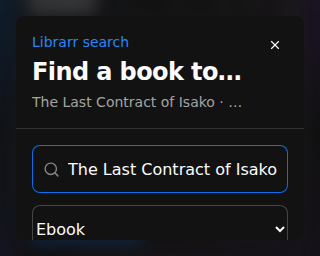 Librarr search
×
Find a book to...
The Last Contract of Isako · ...
The Last Contract of Isako
Ebook